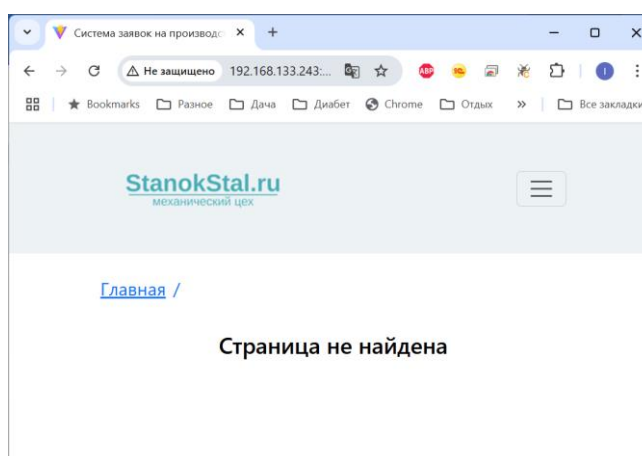 Система заявок на производс
Не защищено 192.168.133.243:...
ABP
I
Bookmarks Разное Дача Диабет Chrome Отдых » Все закладки
StanokStal.ru
механический цех
Главная /
Страница не найдена